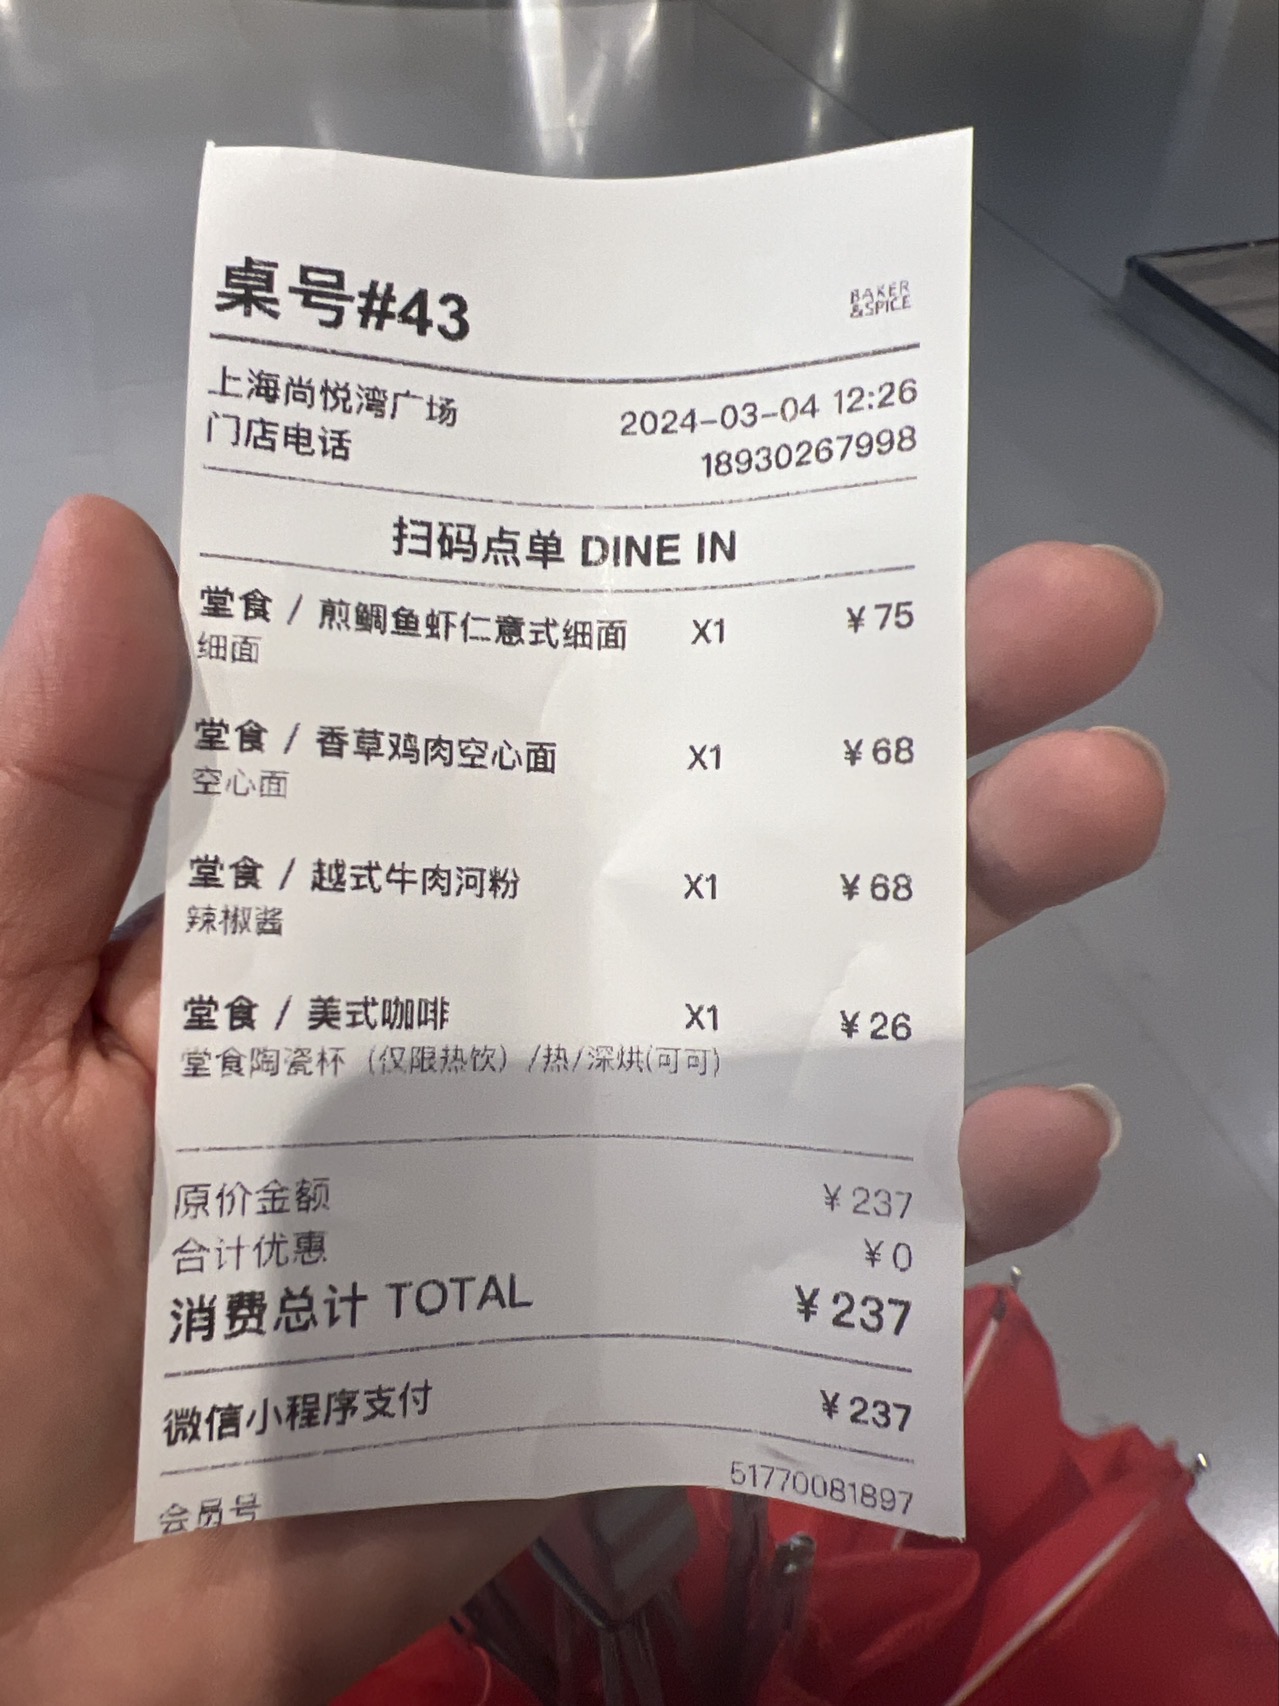 桌号#43
BAKER
&SPICE
上海尚悦湾广场 2024-03-04 12:26
门店电话 18930267998
扫码点单 DINE IN
堂食 / 煎鲷鱼虾仁意式细面 X1 ¥75
细面
堂食 / 香草鸡肉空心面 X1 ¥68
空心面
堂食 / 越式牛肉河粉 X1 ¥68
辣椒酱
堂食 / 美式咖啡 X1 ¥26
堂食陶瓷杯（仅限热饮）/热/深烘(可可)
原价金额 ¥237
合计优惠 ¥0
消费总计 TOTAL ¥237
微信小程序支付 ¥237
会员号 51770081897